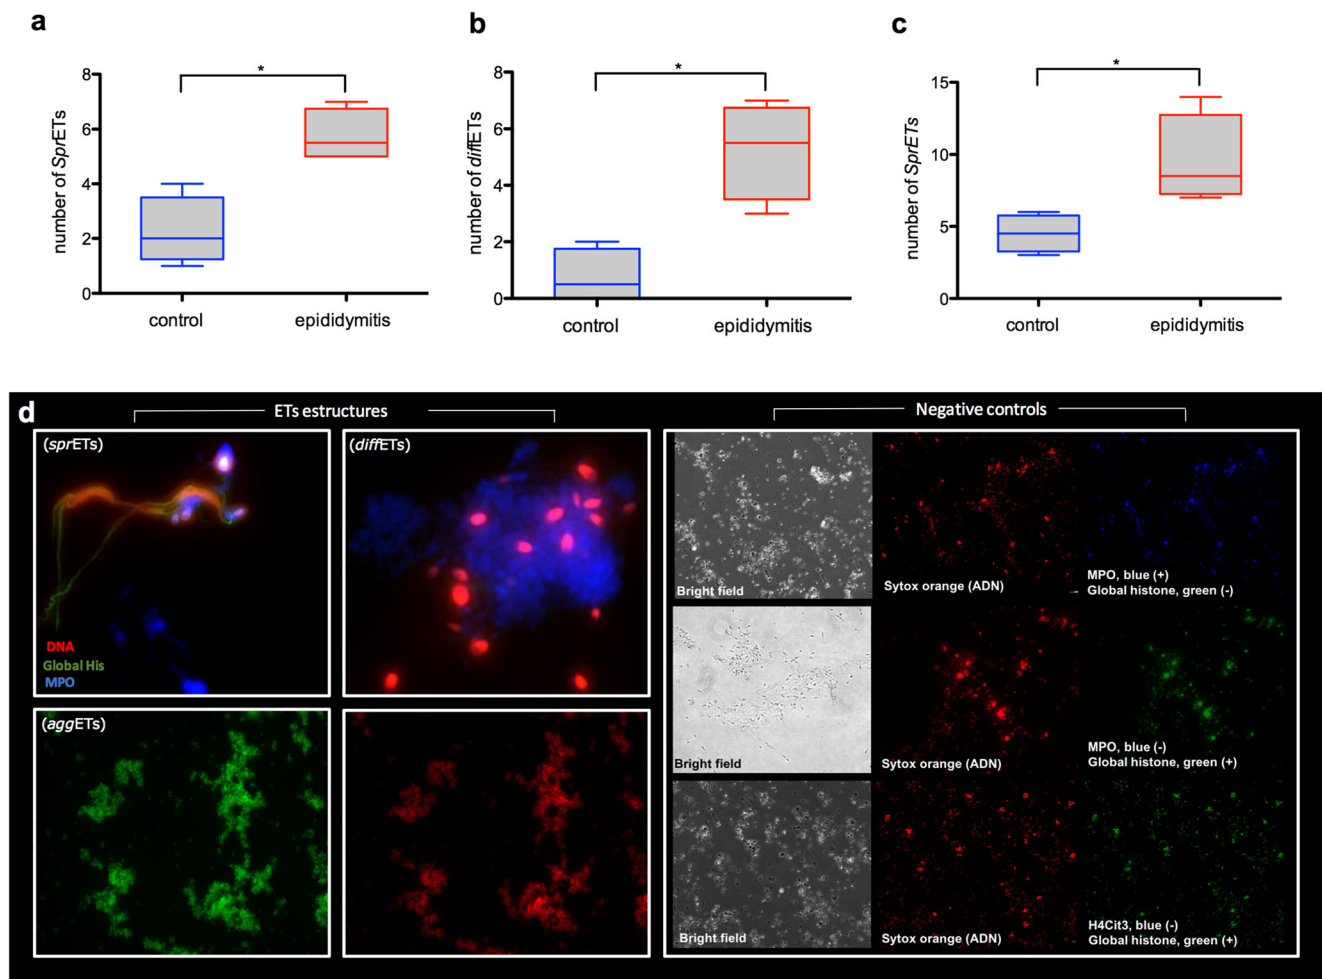 a
number of SprETs
8
6
4
2
0
*
control
epididymitis
b
number of diffETs
8
6
4
2
0
*
control
epididymitis
c
number of SprETs
15
10
5
0
*
control
epididymitis
d
ETs estructures
(sprETs)
DNA
Global His
MPO
(diffETs)
(aggETs)
Negative controls
Bright field
Sytox orange (ADN)
MPO, blue (+)
Global histone, green (-)
Bright field
Sytox orange (ADN)
MPO, blue (-)
Global histone, green (+)
Bright field
Sytox orange (ADN)
H4Cit3, blue (-)
Global histone, green (+)